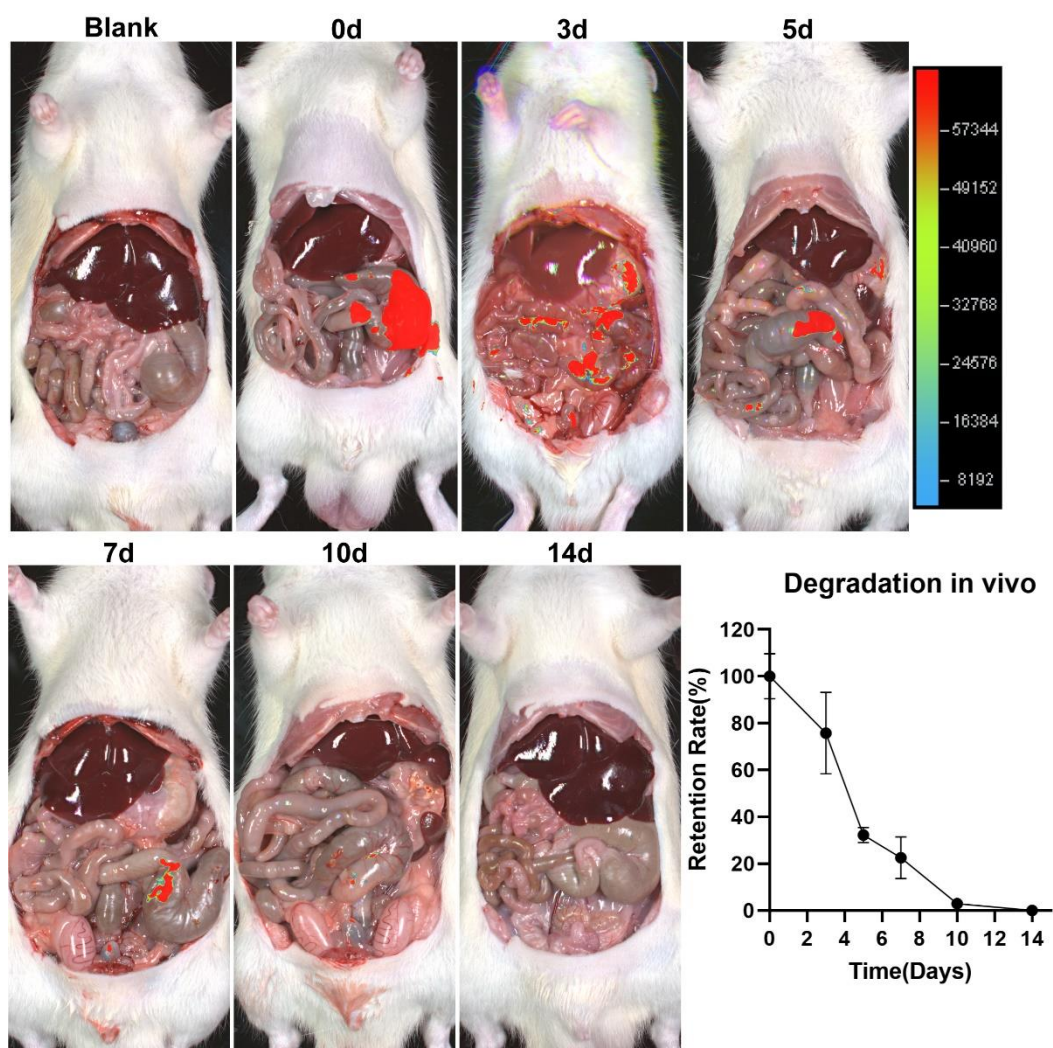 Blank
0d
3d
5d
57344
49152
40960
32768
24576
16384
8192
7d
10d
14d
Degradation in vivo
Retention Rate(%)
120
100
80
60
40
20
0
0 2 4 6 8 10 12 14
Time(Days)